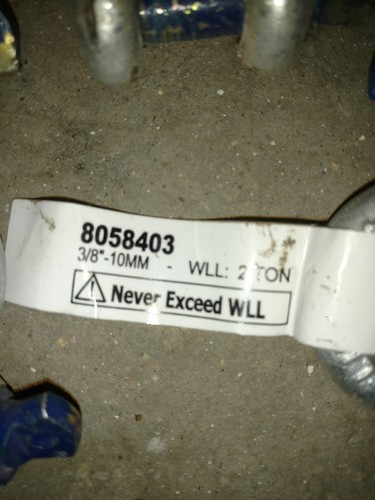 8058403
3/8"-10MM - WLL: 2 TON
Never Exceed WLL